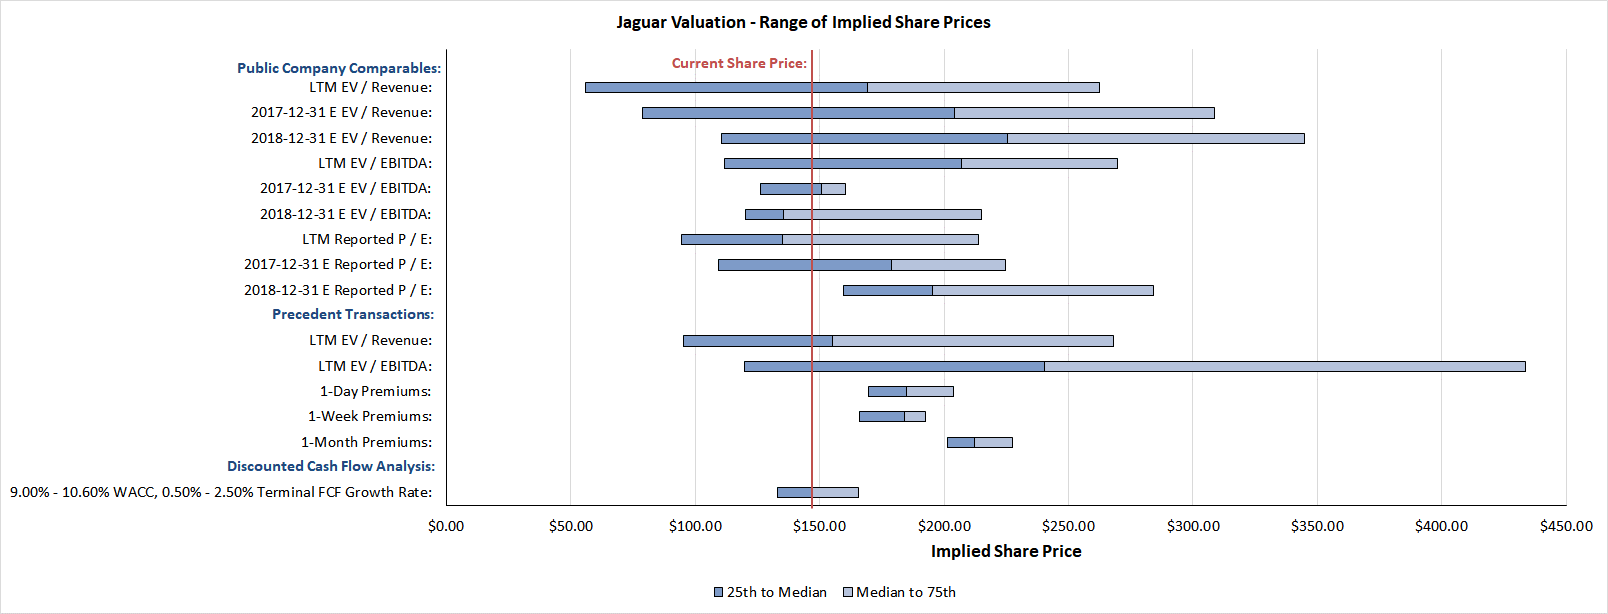 Jaguar Valuation - Range of Implied Share Prices
Current Share Price:
Public Company Comparables:
LTM EV / Revenue:
2017-12-31 E EV / Revenue:
2018-12-31 E EV / Revenue:
LTM EV / EBITDA:
2017-12-31 E EV / EBITDA:
2018-12-31 E EV / EBITDA:
LTM Reported P / E:
2017-12-31 E Reported P / E:
2018-12-31 E Reported P / E:
Precedent Transactions:
LTM EV / Revenue:
LTM EV / EBITDA:
1-Day Premiums:
1-Week Premiums:
1-Month Premiums:
Discounted Cash Flow Analysis:
9.00% - 10.60% WACC, 0.50% - 2.50% Terminal FCF Growth Rate:
$0.00 $50.00 $100.00 $150.00 $200.00 $250.00 $300.00 $350.00 $400.00 $450.00
Implied Share Price
25th to Median Median to 75th